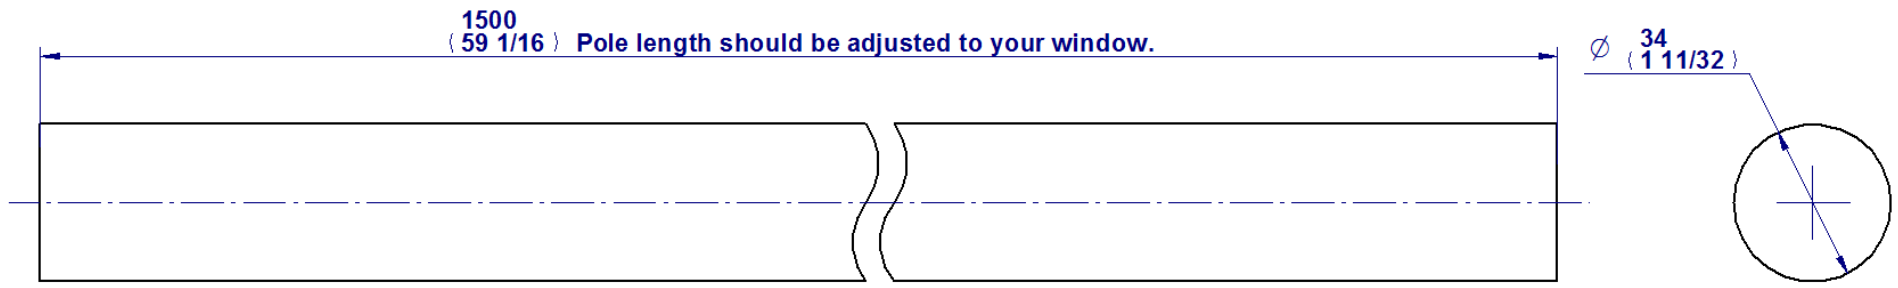 1500
(59 1/16) Pole length should be adjusted to your window.
⌀ 34
(1 11/32)